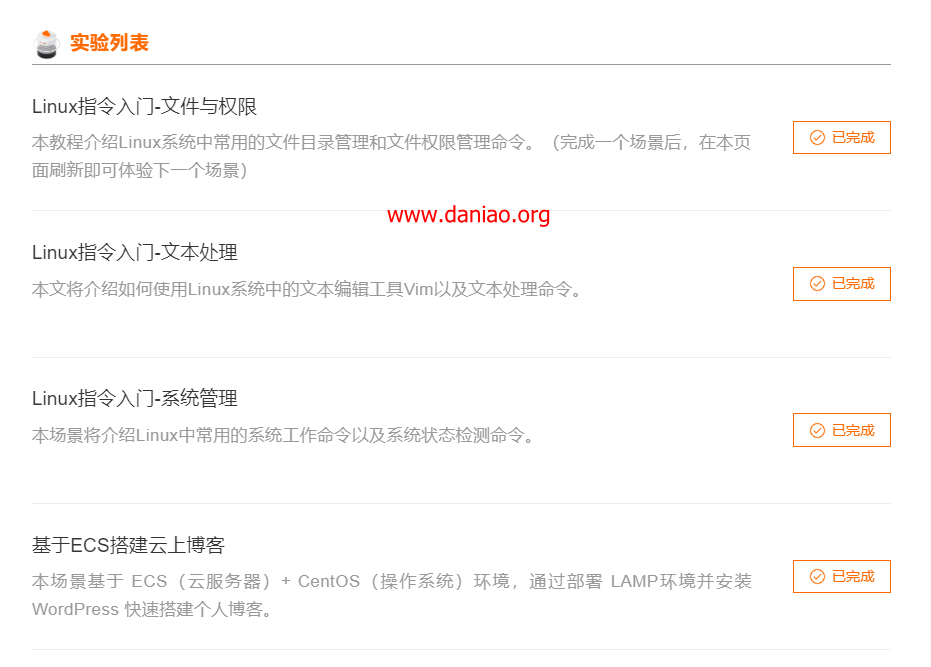 实验列表
Linux指令入门-文件与权限
本教程介绍Linux系统中常用的文件目录管理和文件权限管理命令。（完成一个场景后，在本页
面刷新即可体验下一个场景）
已完成
www.daniao.org
Linux指令入门-文本处理
本文将介绍如何使用Linux系统中的文本编辑工具Vim以及文本处理命令。
已完成
Linux指令入门-系统管理
本场景将介绍Linux中常用的系统工作命令以及系统状态检测命令。
已完成
基于ECS搭建云上博客
本场景基于 ECS（云服务器）+ CentOS（操作系统）环境，通过部署 LAMP环境并安装
WordPress 快速搭建个人博客。
已完成